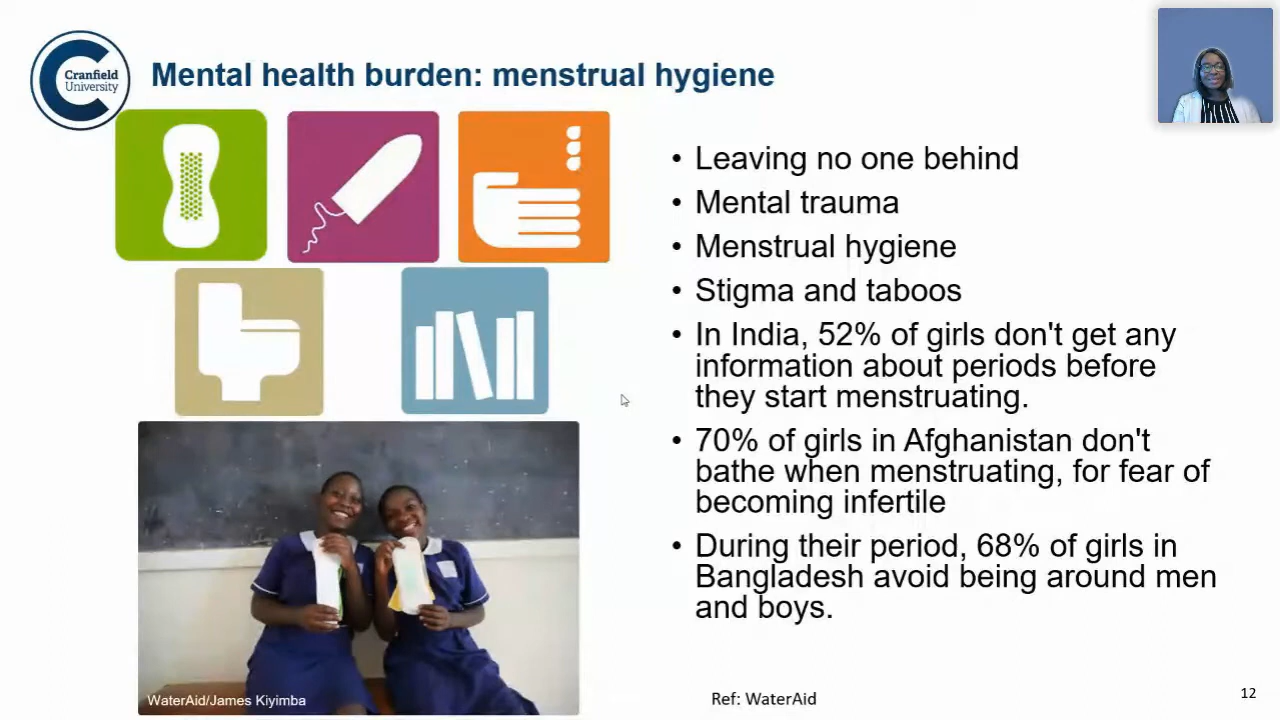 Cranfield
University
Mental health burden: menstrual hygiene
• Leaving no one behind
• Mental trauma
• Menstrual hygiene
• Stigma and taboos
• In India, 52% of girls don't get any
information about periods before
they start menstruating.
• 70% of girls in Afghanistan don't
bathe when menstruating, for fear of
becoming infertile
• During their period, 68% of girls in
Bangladesh avoid being around men
and boys.
WaterAid/James Kiyimba
Ref: WaterAid
12